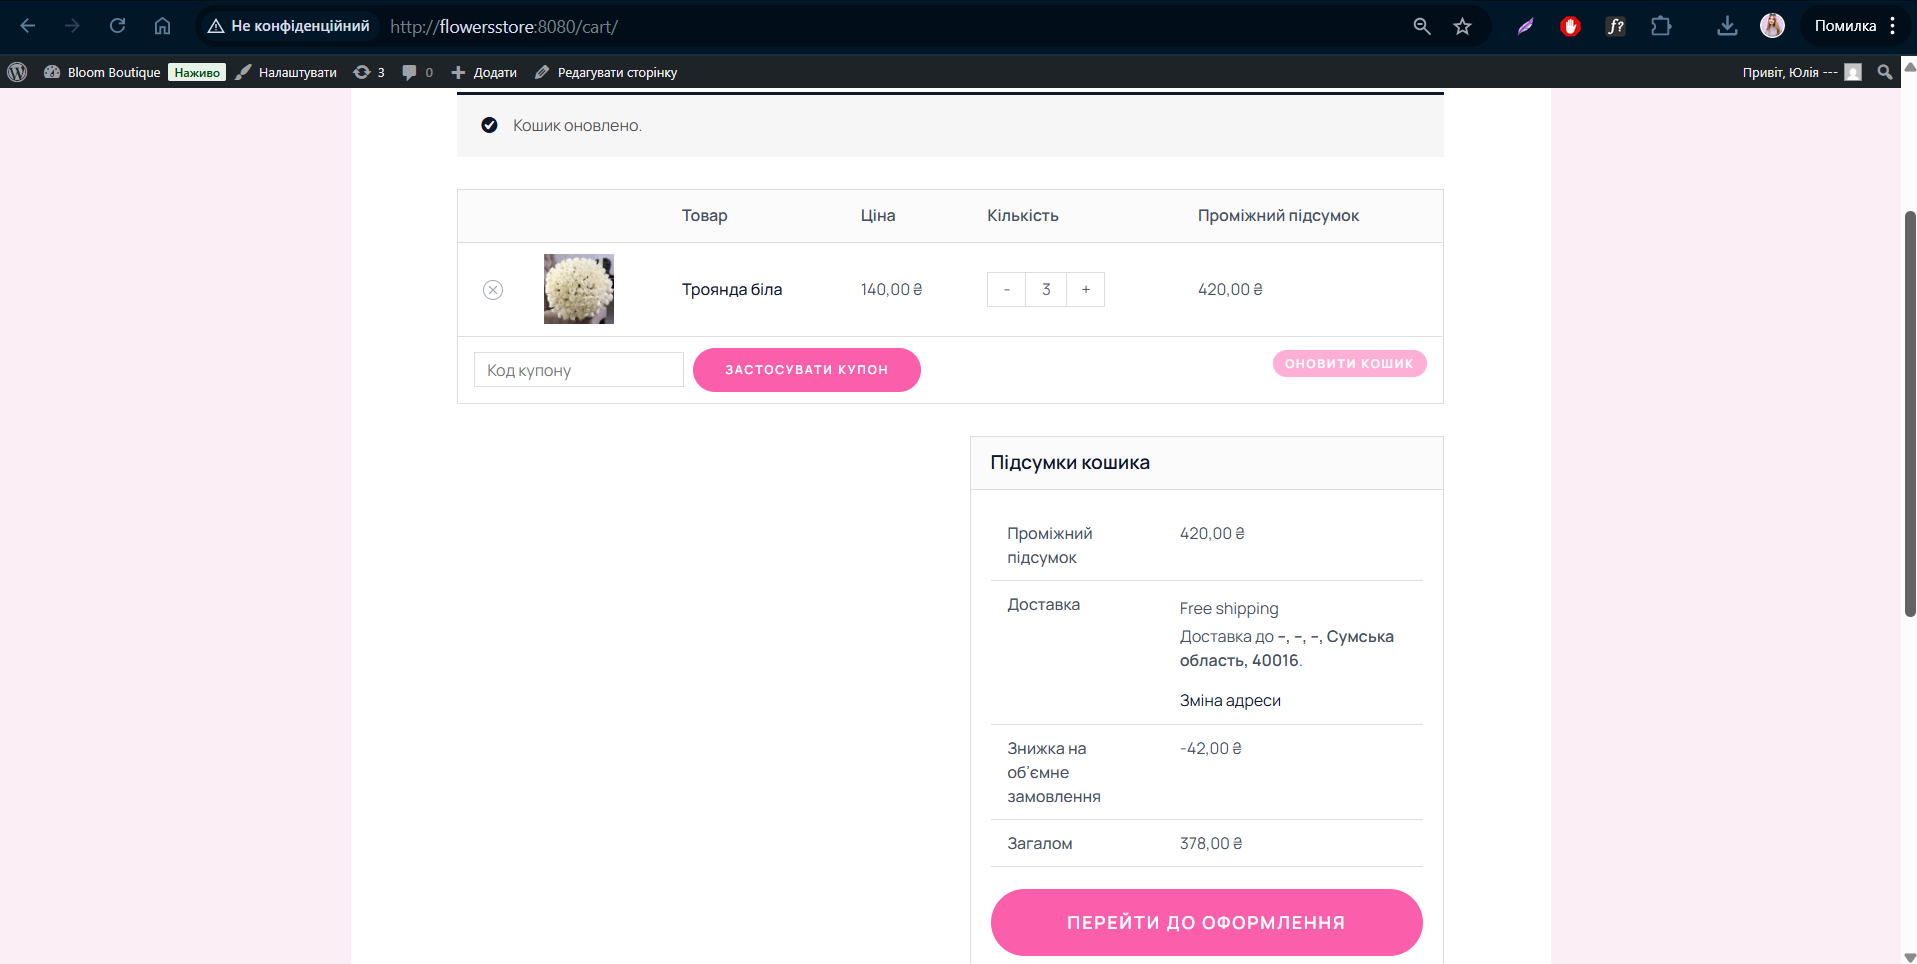 Не конфіденційний http://flowersstore:8080/cart/ Помилка
Bloom Boutique Наживо Налаштувати 3 0 Додати Редагувати сторінку Привіт, Юлія ---
Кошик оновлено.
Товар Ціна Кількість Проміжний підсумок
Троянда біла 140,00 ₴ - 3 + 420,00 ₴
Код купону ЗАСТОСУВАТИ КУПОН ОНОВИТИ КОШИК
Підсумки кошика
Проміжний підсумок 420,00 ₴
Доставка Free shipping
Доставка до –, –, –, Сумська
область, 40016.
Зміна адреси
Знижка на об’ємне замовлення -42,00 ₴
Загалом 378,00 ₴
ПЕРЕЙТИ ДО ОФОРМЛЕННЯ